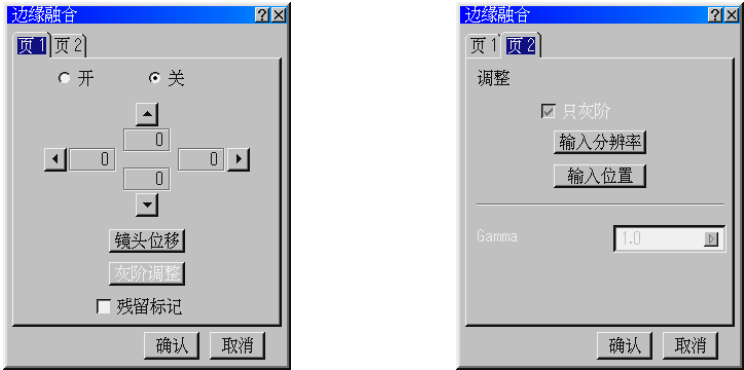 边缘融合
页 1 页 2
开 关
0
0 0
0
镜头位移
灰阶调整
残留标记
确认 取消
边缘融合
页 1 页 2
调整
只灰阶
输入分辨率
输入位置
Gamma 1.0
确认 取消